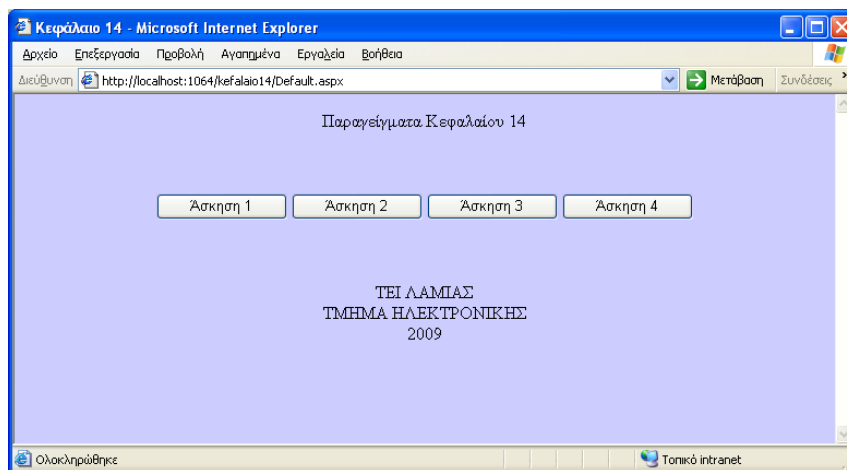 Κεφάλαιο 14 - Microsoft Internet Explorer
Αρχείο Επεξεργασία Προβολή Αγαπημένα Εργαλεία Βοήθεια
Διεύθυνση http://localhost:1064/kefalaio14/Default.aspx Μετάβαση Συνδέσεις »
Παραγείγματα Κεφαλαίου 14
Άσκηση 1 Άσκηση 2 Άσκηση 3 Άσκηση 4
ΤΕΙ ΛΑΜΙΑΣ
ΤΜΗΜΑ ΗΛΕΚΤΡΟΝΙΚΗΣ
2009
Ολοκληρώθηκε Τοπικό intranet